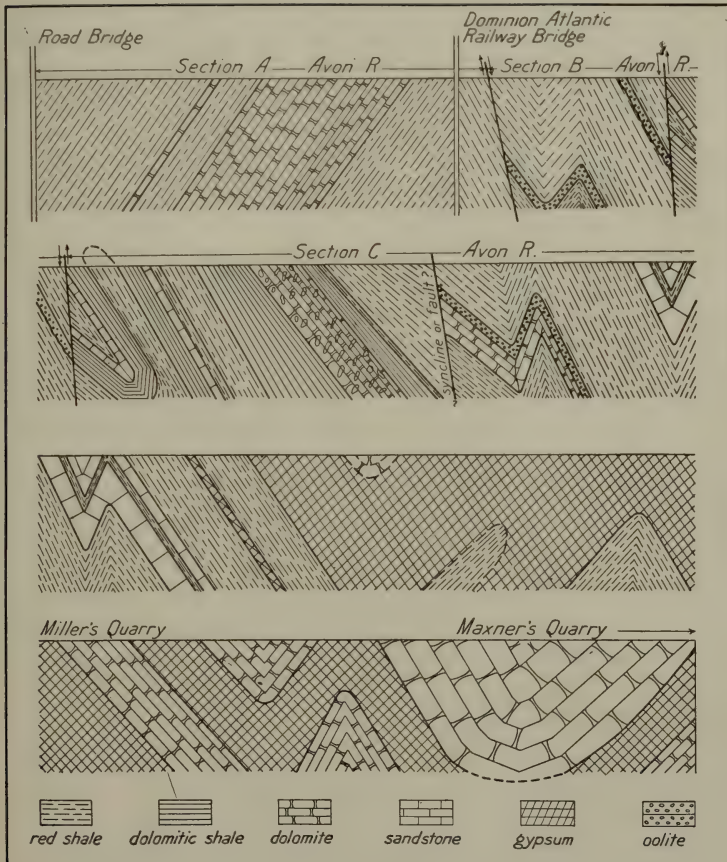 Road Bridge
Dominion Atlantic
Railway Bridge
Section A — Avon R.
Section B — Avon R.
Section C — Avon R.
syncline or fault ?
Miller's Quarry
Maxner's Quarry
red shale
dolomitic shale
dolomite
sandstone
gypsum
oolite